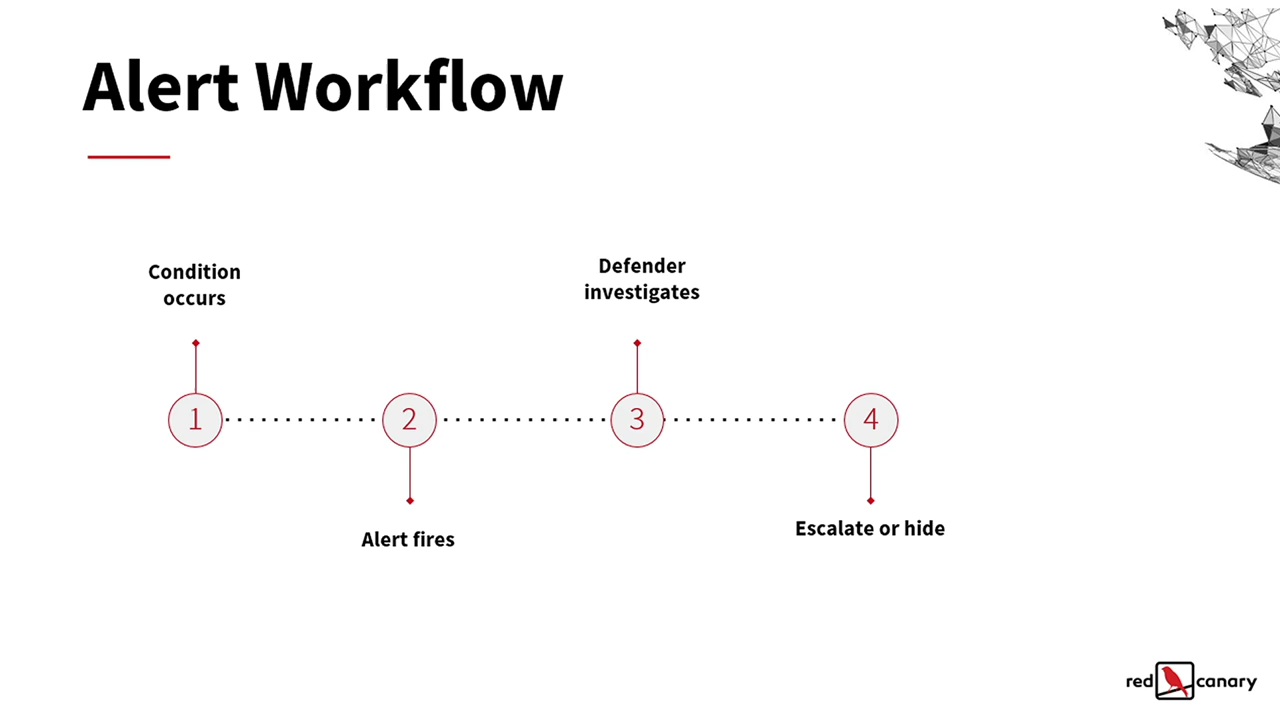 Alert Workflow
Condition
occurs
Defender
investigates
1
2
3
4
Alert fires
Escalate or hide
red canary